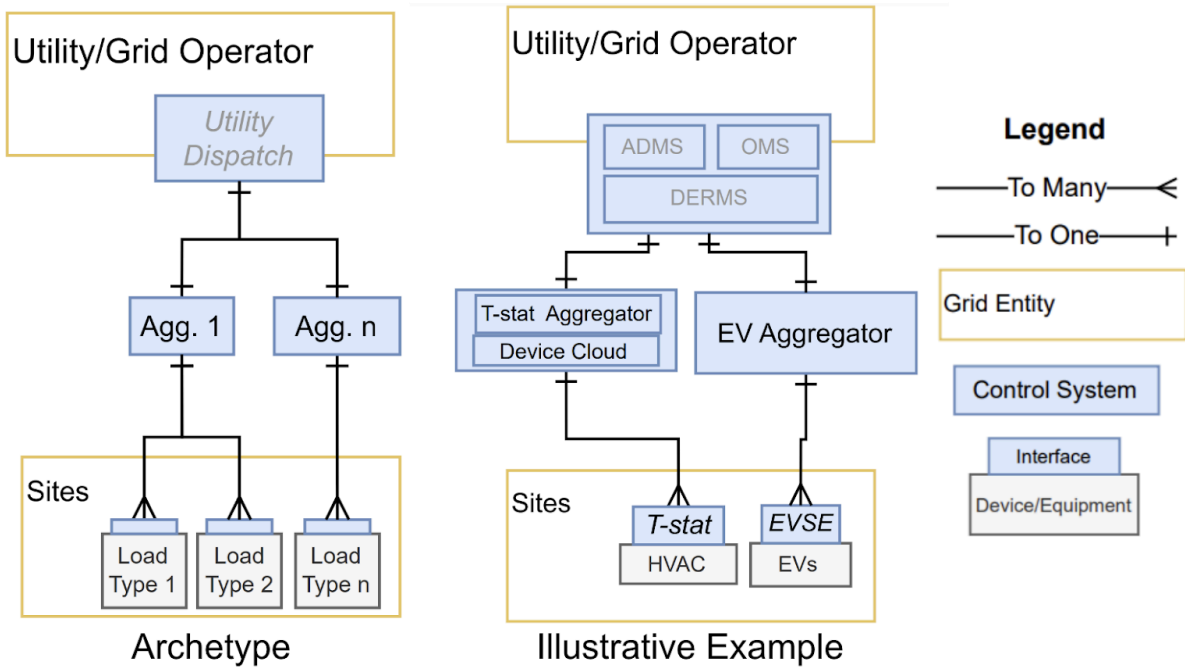 Utility/Grid Operator
Utility
Dispatch
Agg. 1
Agg. n
Sites
Load
Type 1
Load
Type 2
Load
Type n
Archetype
Utility/Grid Operator
ADMS
OMS
DERMS
T-stat Aggregator
Device Cloud
EV Aggregator
Sites
T-stat
HVAC
EVSE
EVs
Illustrative Example
Legend
To Many
To One
Grid Entity
Control System
Interface
Device/Equipment